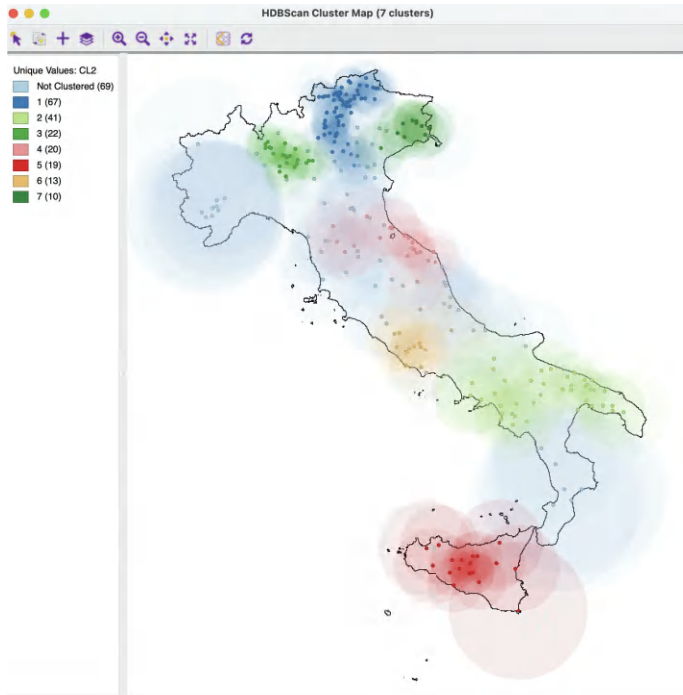 HDBScan Cluster Map (7 clusters)
Unique Values: CL2
Not Clustered (69)
1 (67)
2 (41)
3 (22)
4 (20)
5 (19)
6 (13)
7 (10)